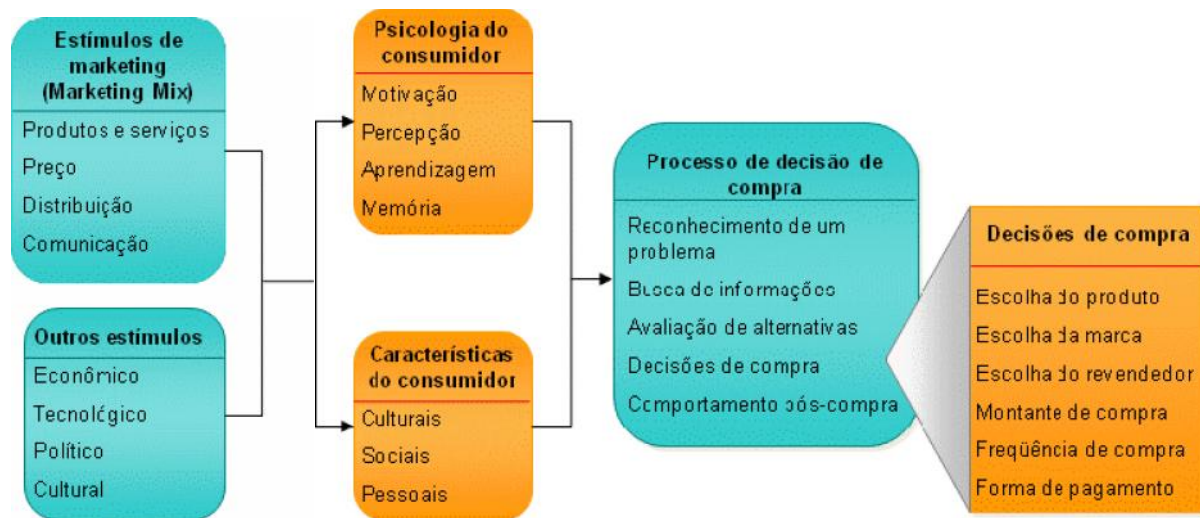 Estímulos de
marketing
(Marketing Mix)
Produtos e serviços
Preço
Distribuição
Comunicação
Outros estímulos
Econômico
Tecnológico
Político
Cultural
Psicologia do
consumidor
Motivação
Percepção
Aprendizagem
Memória
Características
do consumidor
Culturais
Sociais
Pessoais
Processo de decisão de
compra
Reconhecimento de um
problema
Busca de informações
Avaliação de alternativas
Decisões de compra
Comportamento pós-compra
Decisões de compra
Escolha do produto
Escolha da marca
Escolha do revendedor
Montante de compra
Freqüência de compra
Forma de pagamento